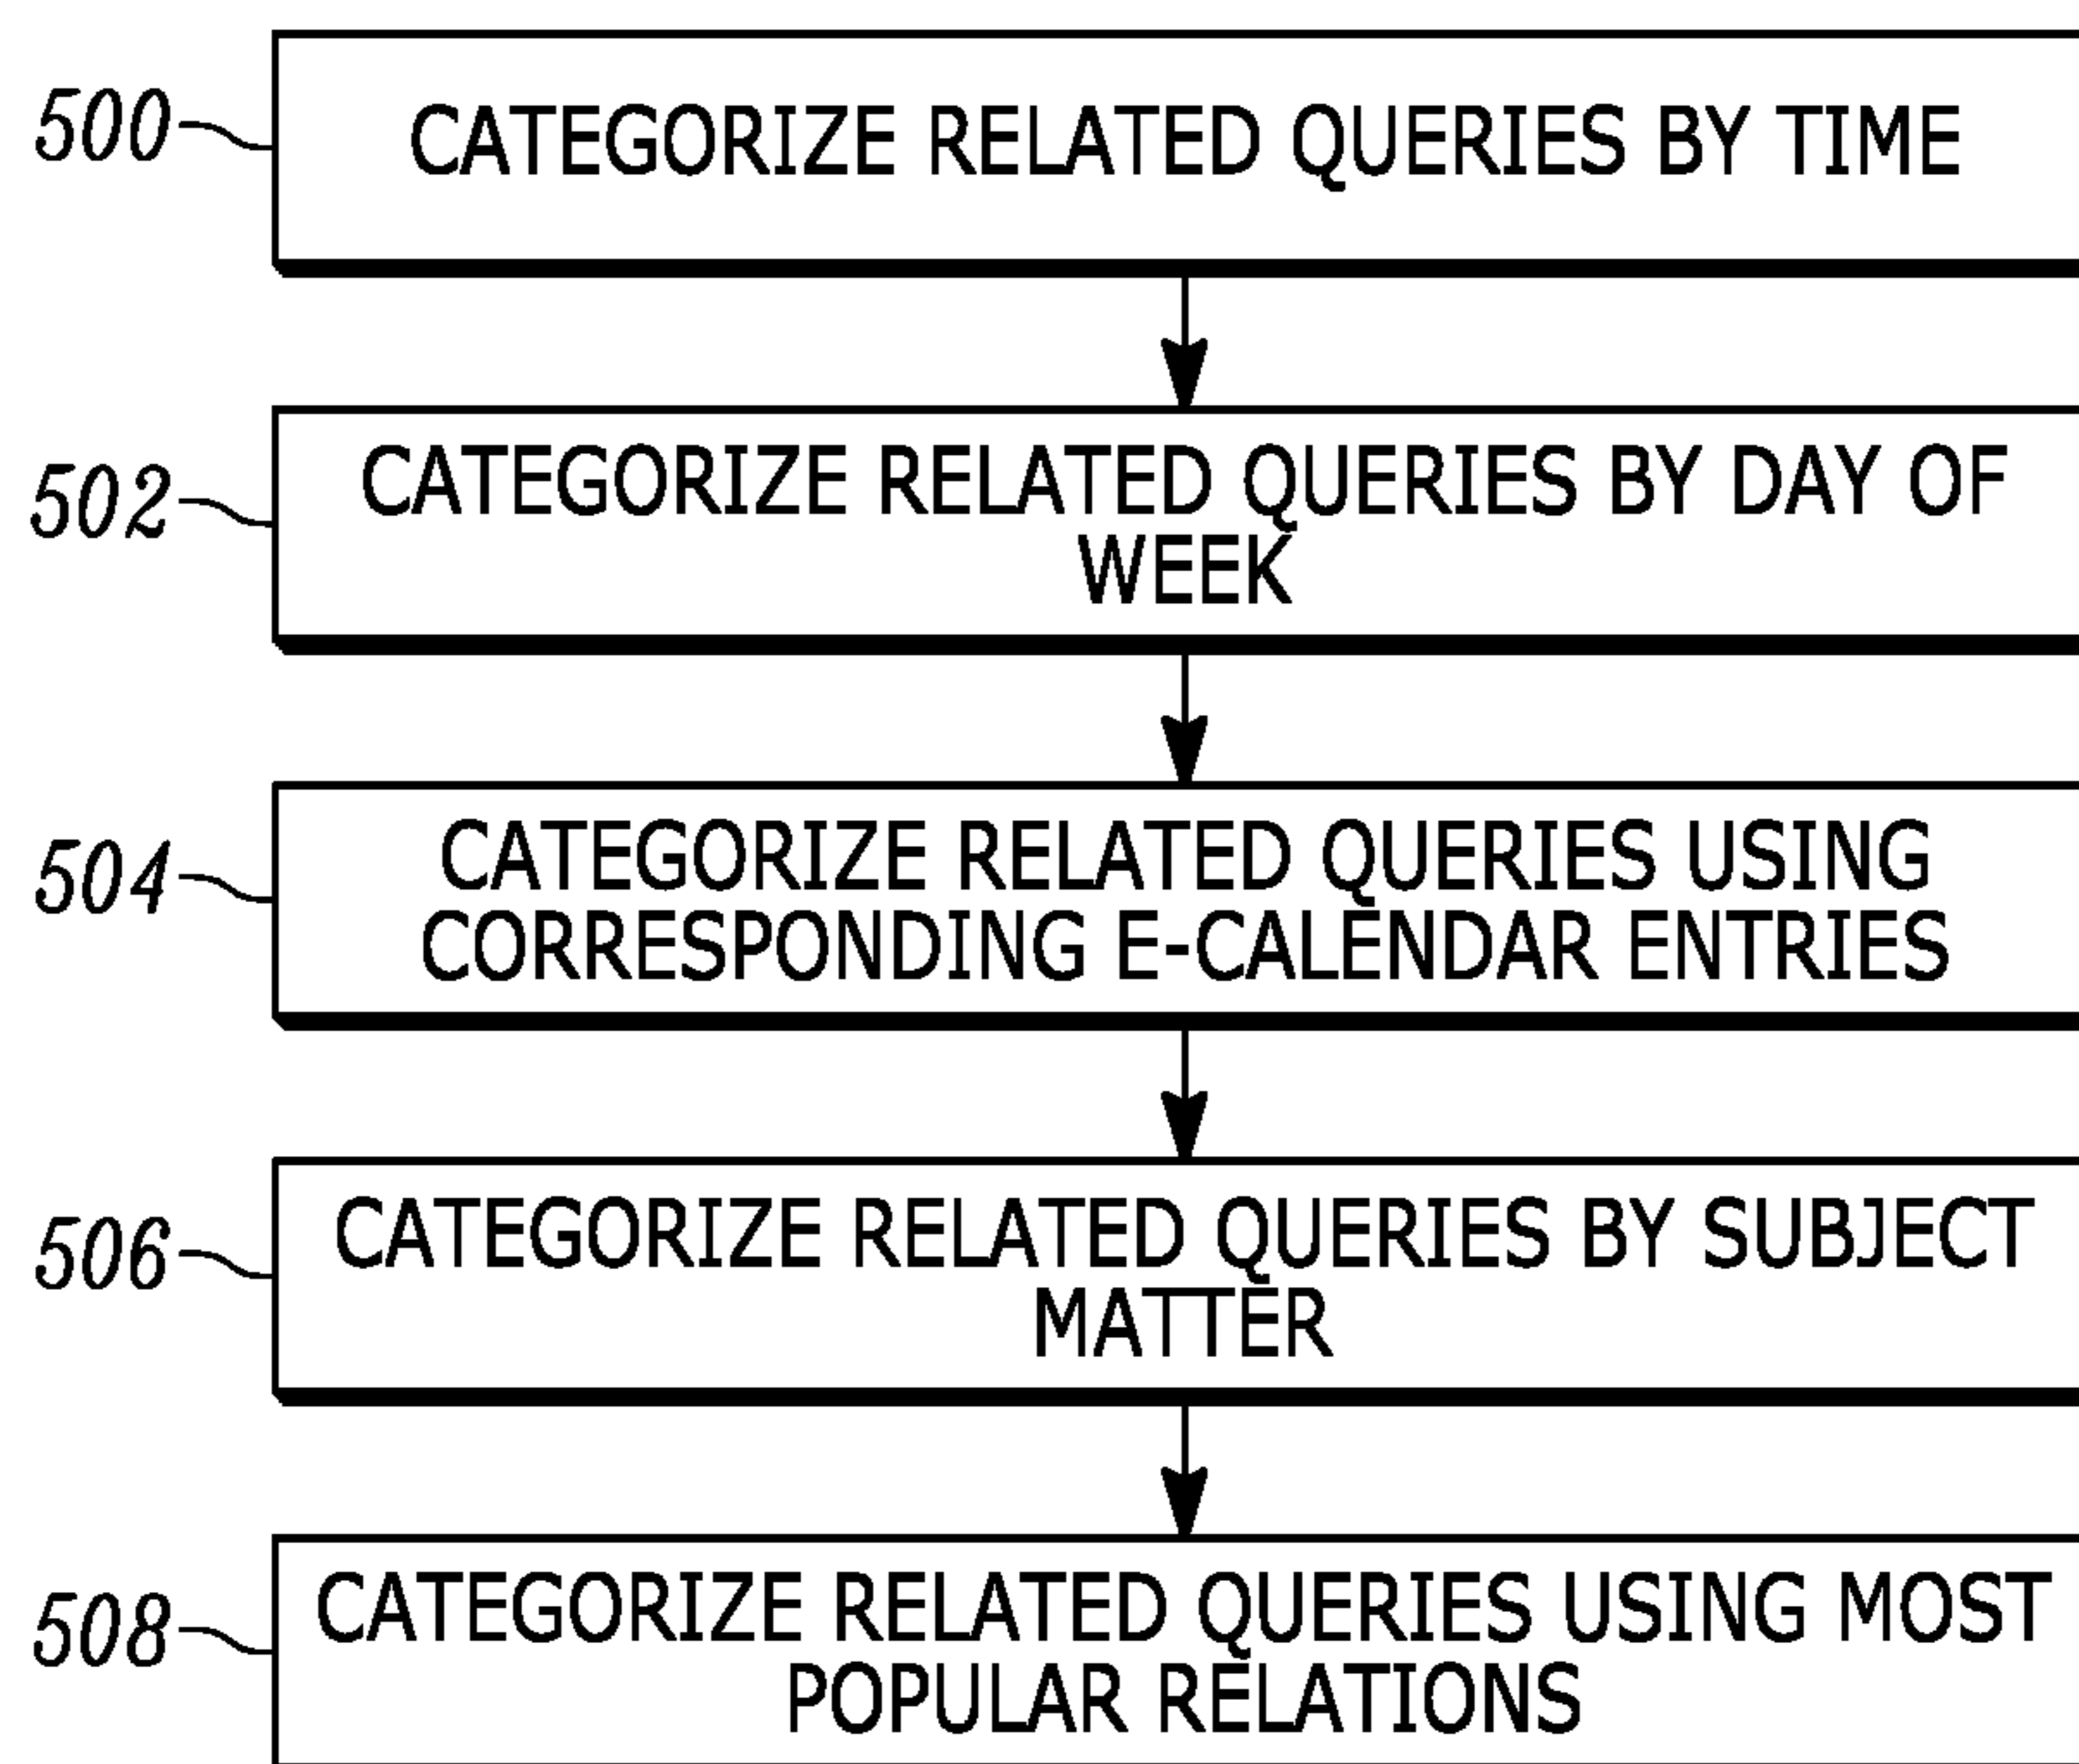 500
CATEGORIZE RELATED QUERIES BY TIME
502
CATEGORIZE RELATED QUERIES BY DAY OF
WEEK
504
CATEGORIZE RELATED QUERIES USING
CORRESPONDING E-CALENDAR ENTRIES
506
CATEGORIZE RELATED QUERIES BY SUBJECT
MATTER
508
CATEGORIZE RELATED QUERIES USING MOST
POPULAR RELATIONS